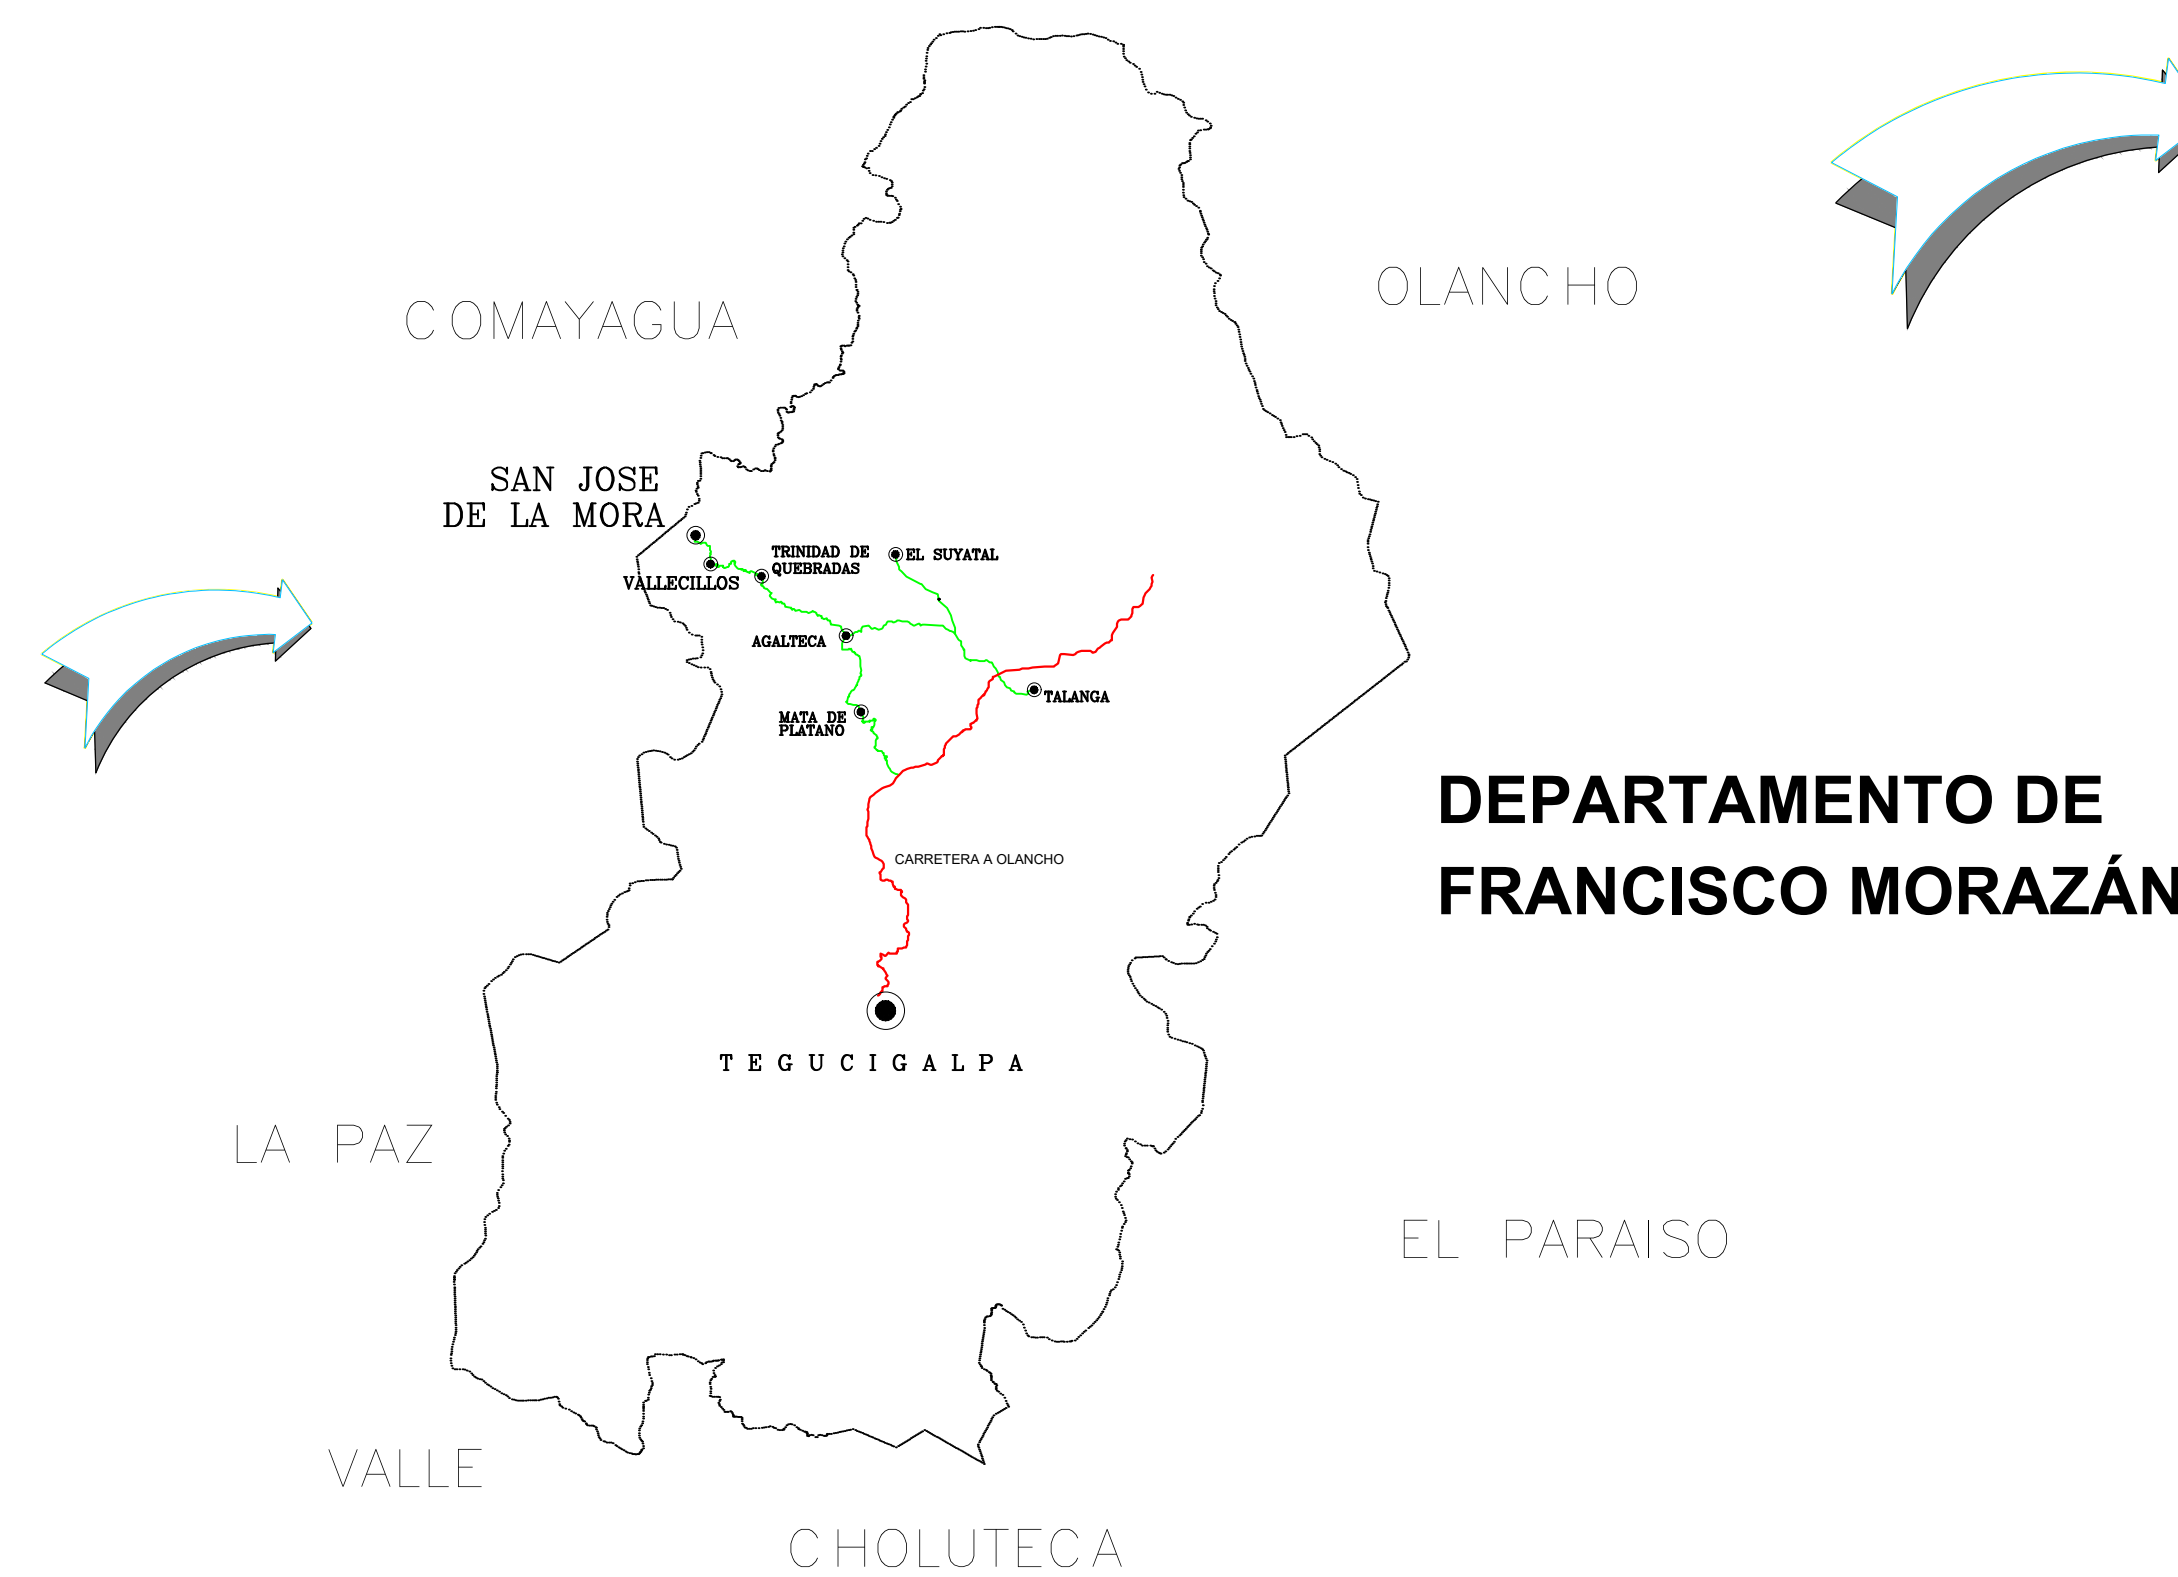 OLANCHO
COMAYAGUA
SAN JOSE
DE LA MORA
TRINIDAD DE
QUEBRADAS
EL SUYATAL
VALLECILLOS
AGALTECA
TALANGA
MATA DE
PLATANO
DEPARTAMENTO DE
FRANCISCO MORAZÁN
CARRETERA A OLANCHO
TEGUCIGALPA
LA PAZ
EL PARAISO
VALLE
CHOLUTECA